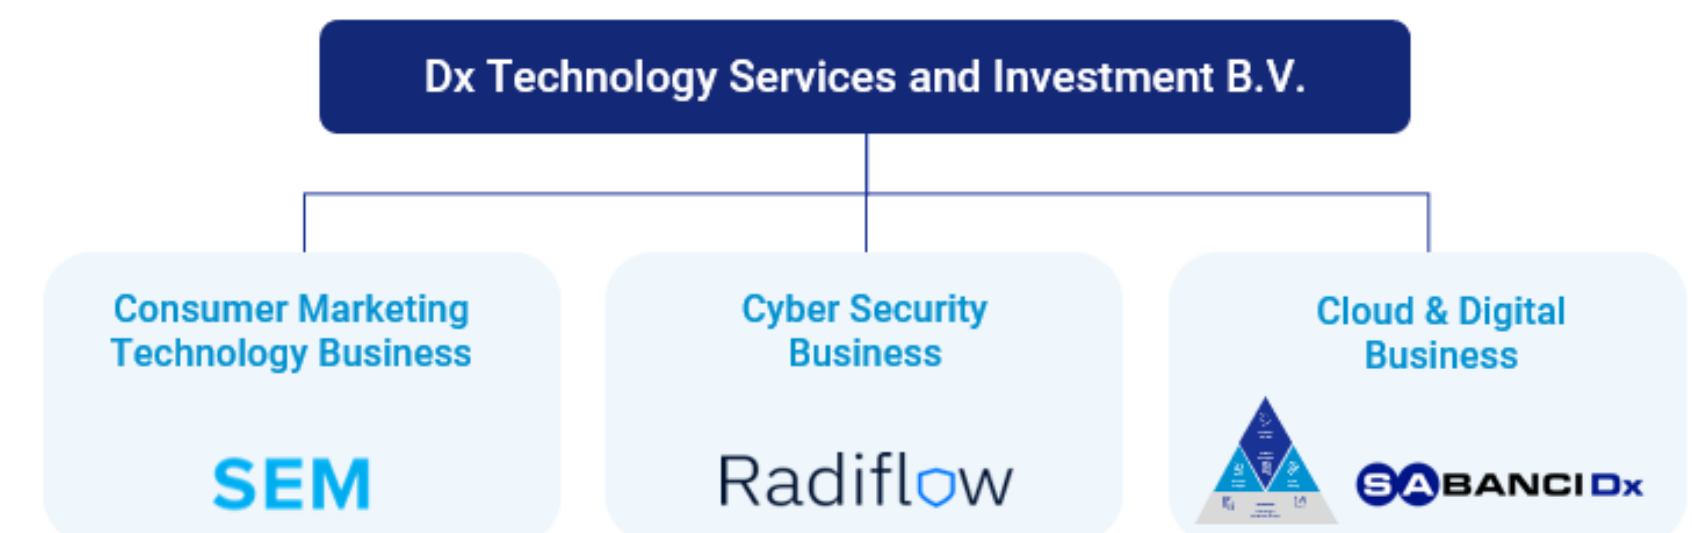 Dx Technology Services and Investment B.V.
Consumer Marketing
Technology Business
SEM
Cyber Security
Business
Radiflow
Cloud & Digital
Business
SABANCI Dx